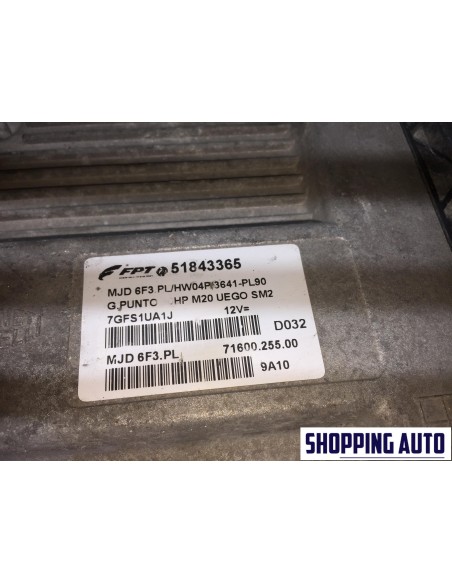 FPT 51843365
MJD 6F3.PL/HW04P 3641-PL90
G.PUNTO HP M20 UEGO SM2
7GFS1UA1J 12V=
D032
MJD 6F3.PL 71600.255.00
9A10
SHOPPING AUTO